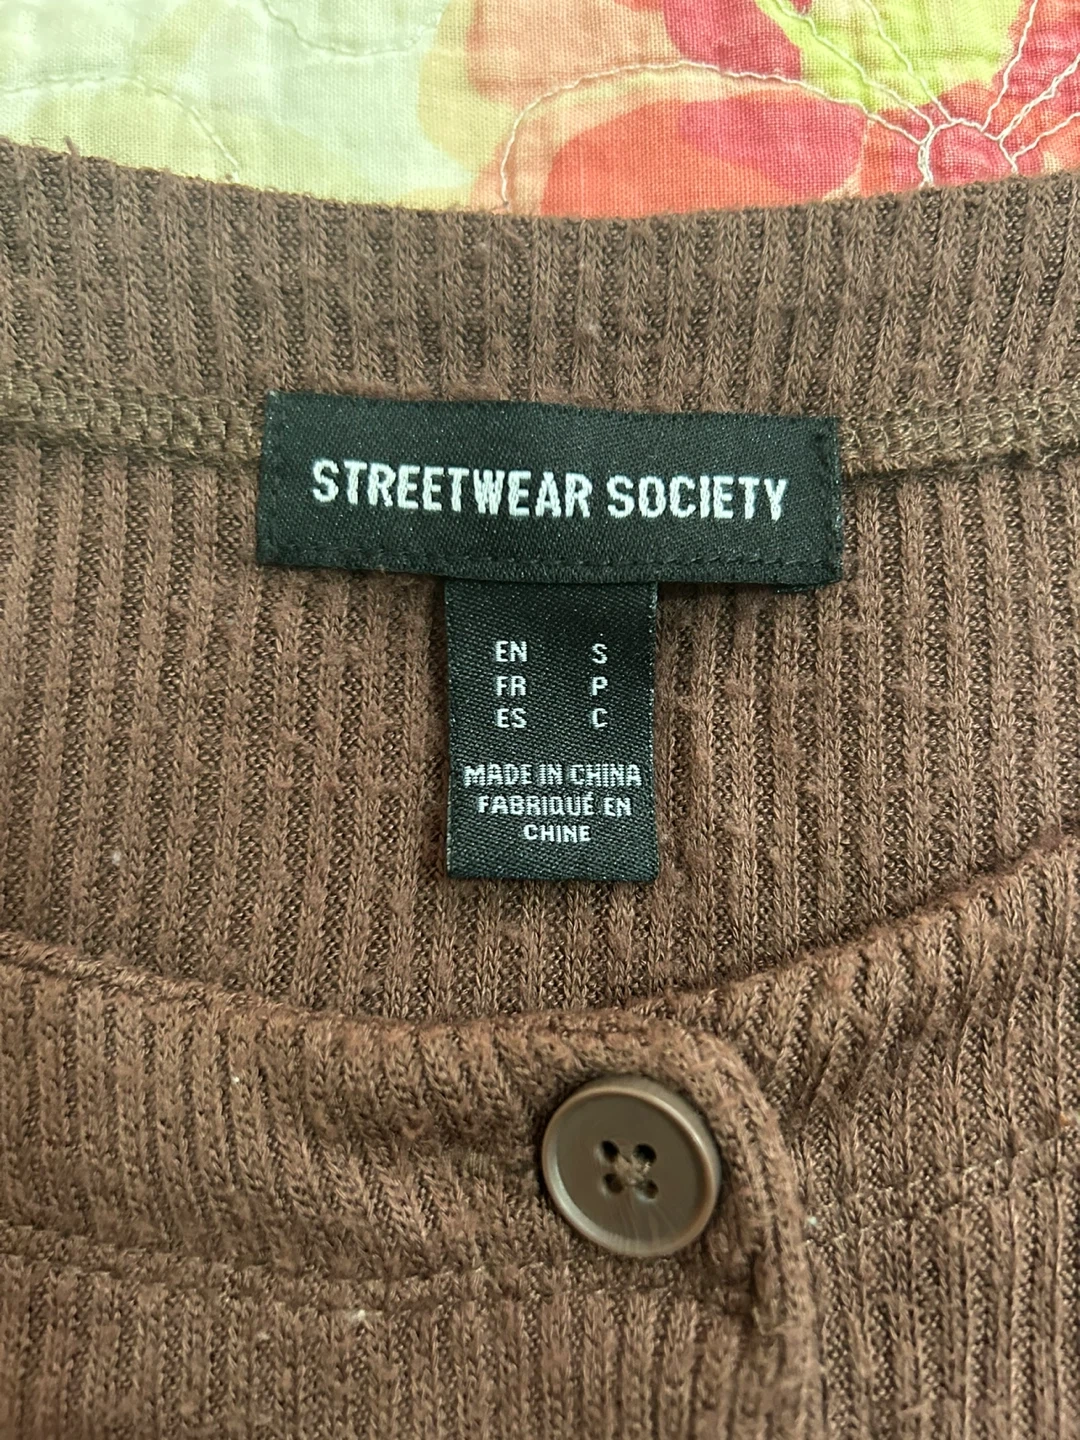 STREETWEAR SOCIETY
EN S
FR P
ES C
MADE IN CHINA
FABRIQUÉ EN
CHINE